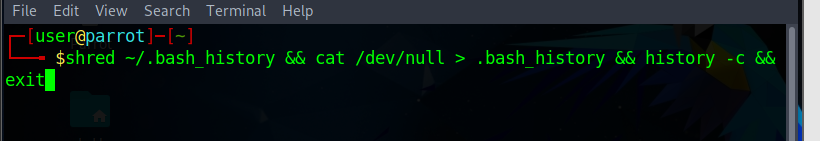 File Edit View Search Terminal Help
┌─[user@parrot]─[~]
└──╼ $shred ~/.bash_history && cat /dev/null > .bash_history && history -c &&
exit